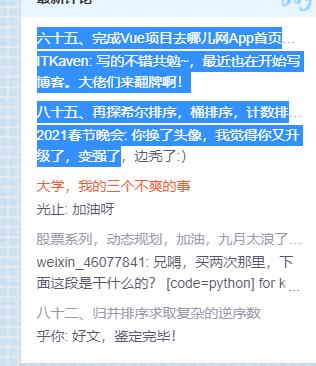 最新评论
六十五、完成Vue项目去哪儿网App首页...
ITKaven: 写的不错共勉~，最近也在开始写
博客。大佬们来翻牌啊！
八十五、再探希尔排序，桶排序，计数排...
2021春节晚会: 你换了头像，我觉得你又升
级了，变强了，边秃了:)
大学，我的三个不爽的事
光止: 加油呀
股票系列，动态规划，加油，九月太浪了...
weixin_46077841: 兄嘚，买两次那里，下
面这段是干什么的？ [code=python] for k ...
八十二、归并排序求取复杂的逆序数
乎你: 好文，鉴定完毕！